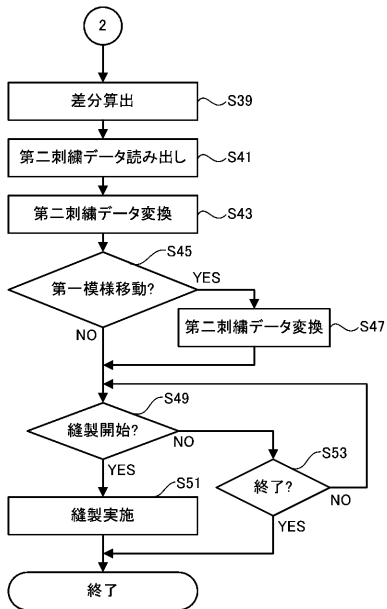 2
差分算出
S39
第二刺繍データ読み出し
S41
第二刺繍データ変換
S43
S45
第一模様移動?
YES
NO
第二刺繍データ変換
S47
S49
縫製開始?
NO
YES
S53
終了?
NO
YES
S51
縫製実施
終了